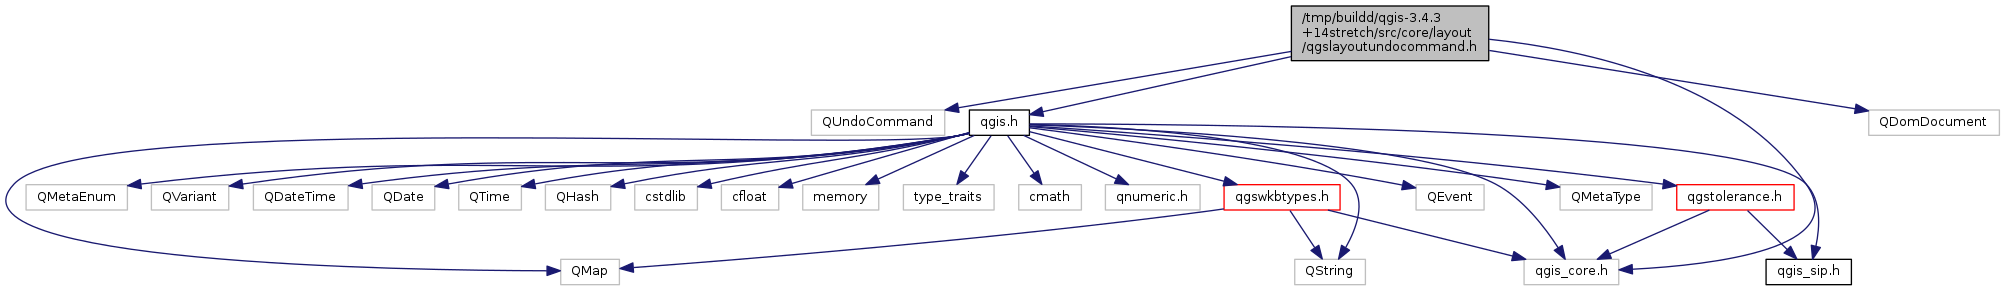 /tmp/buildd/qgis-3.4.3
+14stretch/src/core/layout
/qgslayoutundocommand.h
QUndoCommand
qgis.h
QDomDocument
QMetaEnum
QVariant
QDateTime
QDate
QTime
QHash
cstdlib
cfloat
memory
type_traits
cmath
qnumeric.h
qgswkbtypes.h
QEvent
QMetaType
qgstolerance.h
QMap
QString
qgis_core.h
qgis_sip.h